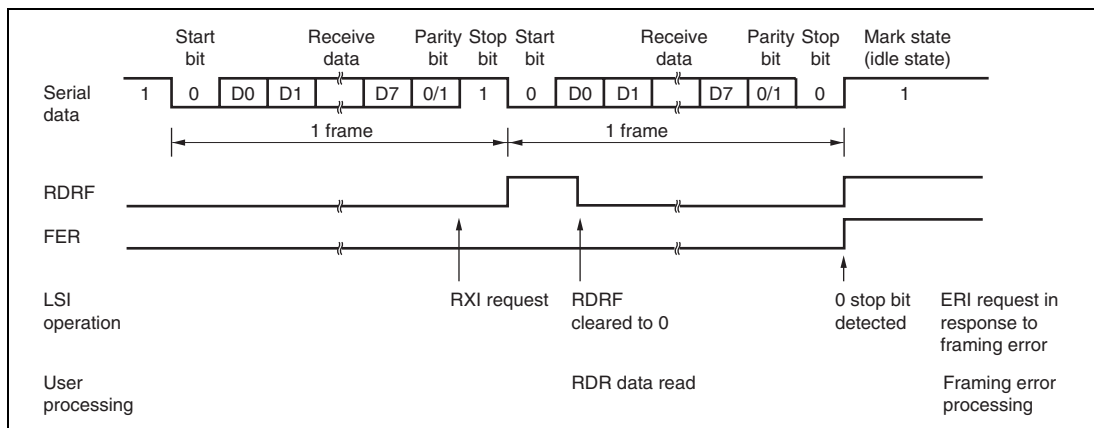 Start bit
Receive data
Parity bit
Stop bit
Start bit
Receive data
Parity bit
Stop bit
Mark state (idle state)
Serial data
1 0 D0 D1 D7 0/1 1 0 D0 D1 D7 0/1 0 1
1 frame 1 frame
RDRF
FER
LSI operation
RXI request
RDRF cleared to 0
0 stop bit detected
ERI request in response to framing error
User processing
RDR data read
Framing error processing